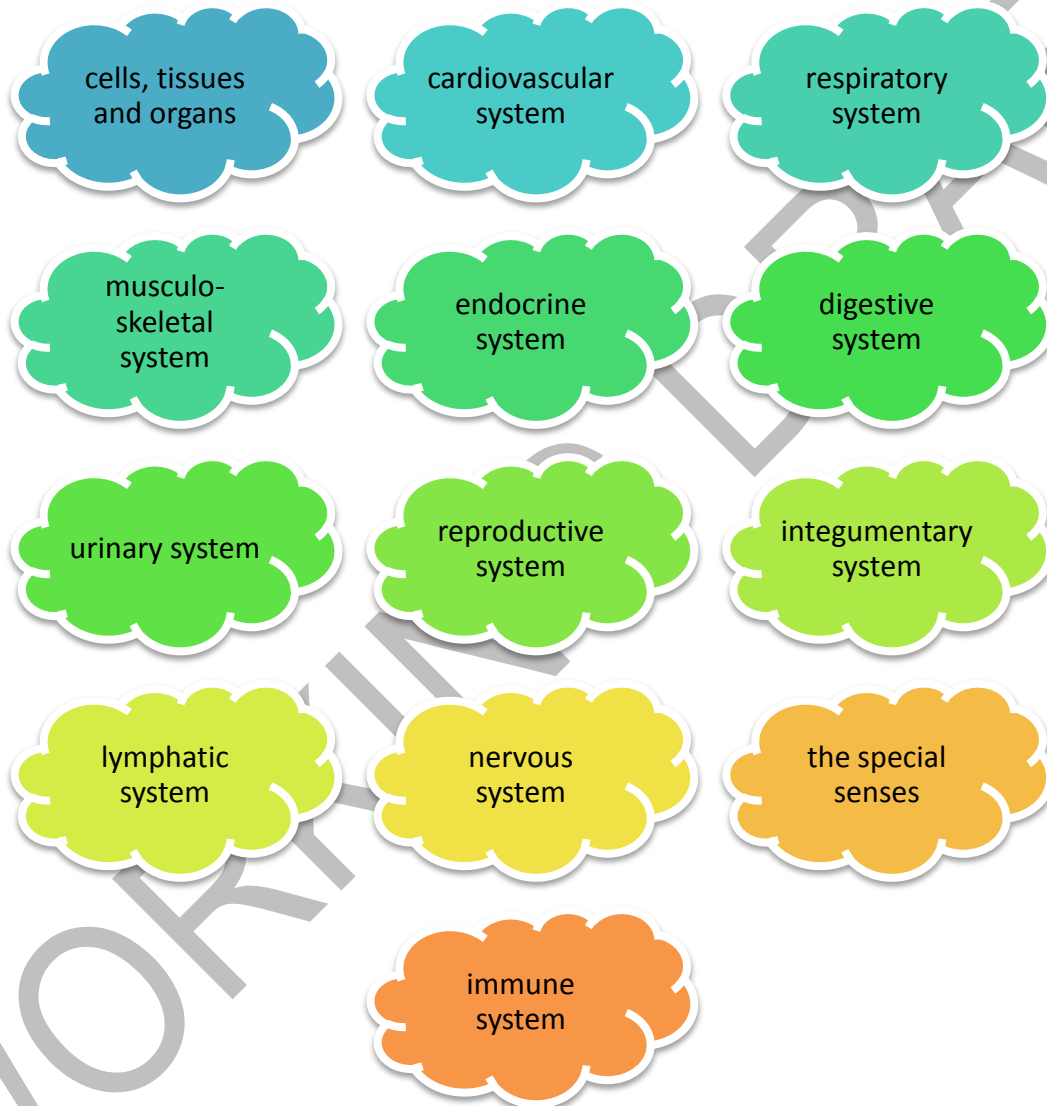 cells, tissues
and organs
cardiovascular
system
respiratory
system
musculo-
skeletal
system
endocrine
system
digestive
system
urinary system
reproductive
system
integumentary
system
lymphatic
system
nervous
system
the special
senses
immune
system